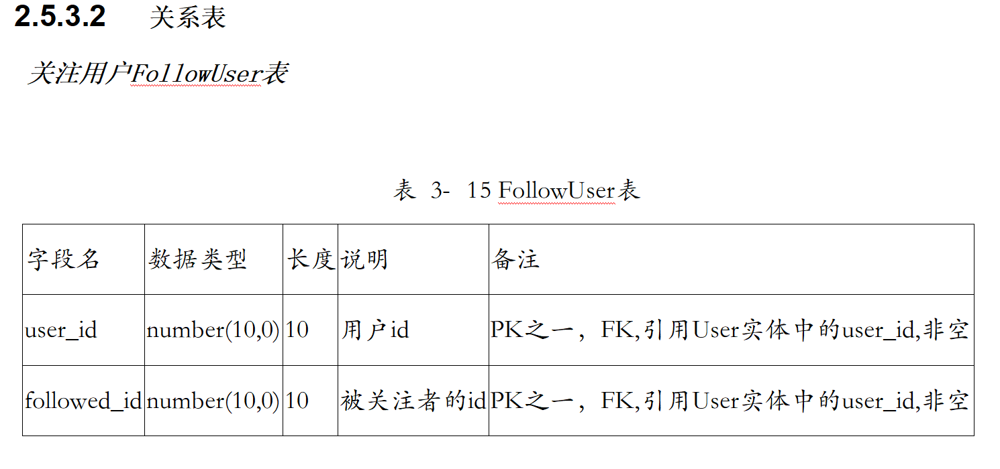 2.5.3.2 关系表
关注用户FollowUser表
表 3- 15 FollowUser表
字段名 数据类型 长度 说明 备注
user_id number(10,0) 10 用户id PK之一，FK,引用User实体中的user_id,非空
followed_id number(10,0) 10 被关注者的id PK之一，FK,引用User实体中的user_id,非空